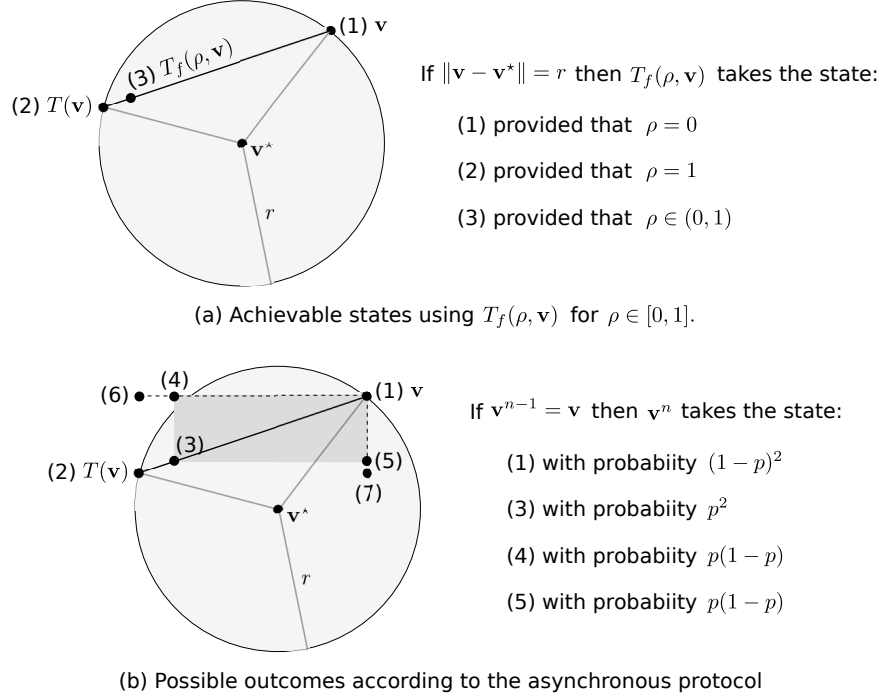 (1) v
(3) T_f(ρ, v)
(2) T(v)
v⋆
r
If ‖v − v⋆‖ = r then T_f(ρ, v) takes the state:
(1) provided that ρ = 0
(2) provided that ρ = 1
(3) provided that ρ ∈ (0, 1)
(a) Achievable states using T_f(ρ, v) for ρ ∈ [0, 1].
(6) (4) (1) v
(3)
(5)
(2) T(v)
(7)
v⋆
r
If v^{n−1} = v then v^n takes the state:
(1) with probabiity (1 − p)^2
(3) with probabiity p^2
(4) with probabiity p(1 − p)
(5) with probabiity p(1 − p)
(b) Possible outcomes according to the asynchronous protocol